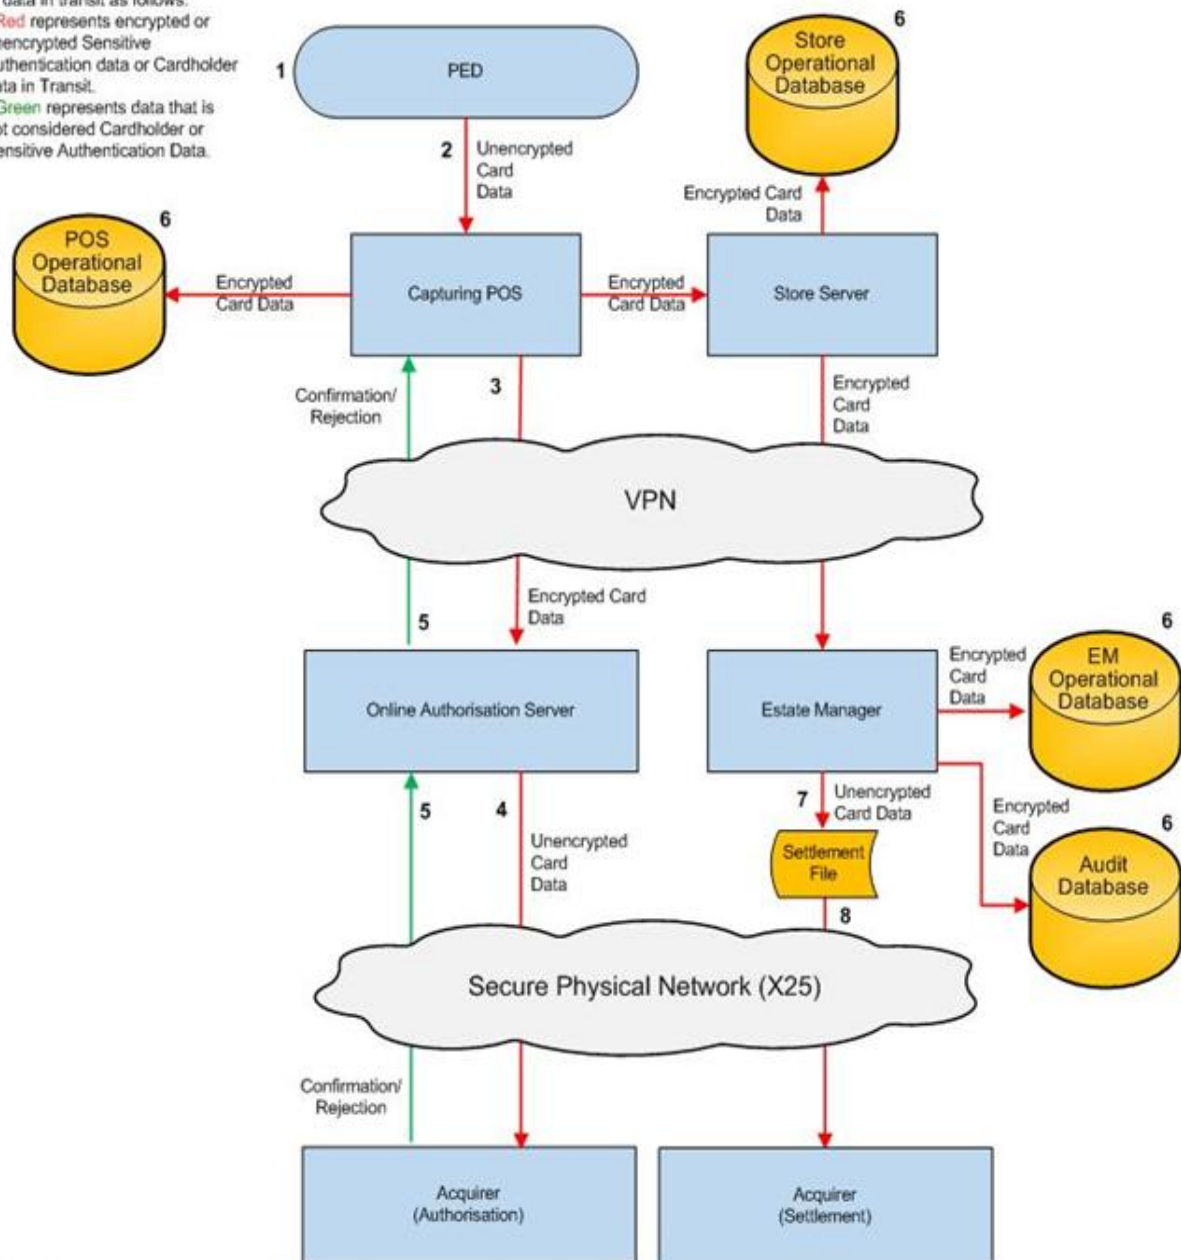 data in transit as follows:
Red represents encrypted or
Sensitive
data or Cardholder
in Transit.
Green represents data that is
not considered Cardholder or
Sensitive Authentication Data.
1
PED
6
Store
Operational
Database
2
Unencrypted
Card
Data
Encrypted Card
Data
6
POS
Operational
Database
Encrypted
Card Data
Capturing POS
Encrypted
Card Data
Store Server
Confirmation/
Rejection
3
Encrypted
Card
Data
VPN
5
Encrypted Card
Data
Online Authorisation Server
Estate Manager
Encrypted
Card
Data
6
EM
Operational
Database
5
4
Unencrypted
Card
Data
7
Unencrypted
Card Data
Settlement
File
8
Encrypted
Card
Data
6
Audit
Database
Secure Physical Network (X25)
Confirmation/
Rejection
Acquirer
(Authorisation)
Acquirer
(Settlement)